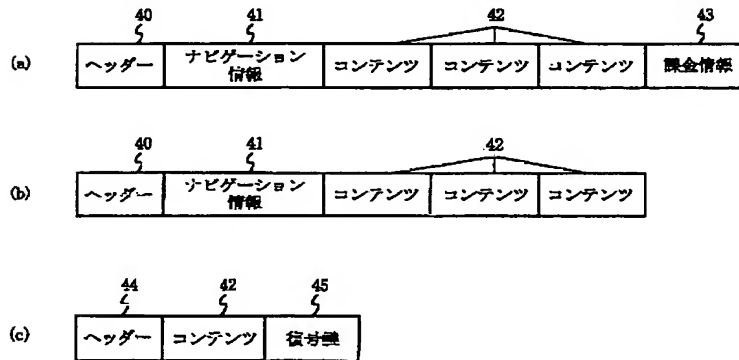 40 41 42 43
(a) ヘッダー ナビゲーション情報 コンテンツ コンテンツ コンテンツ 課金情報
40 41 42
(b) ヘッダー ナビゲーション情報 コンテンツ コンテンツ コンテンツ
44 42 45
(c) ヘッダー コンテンツ 復号鍵